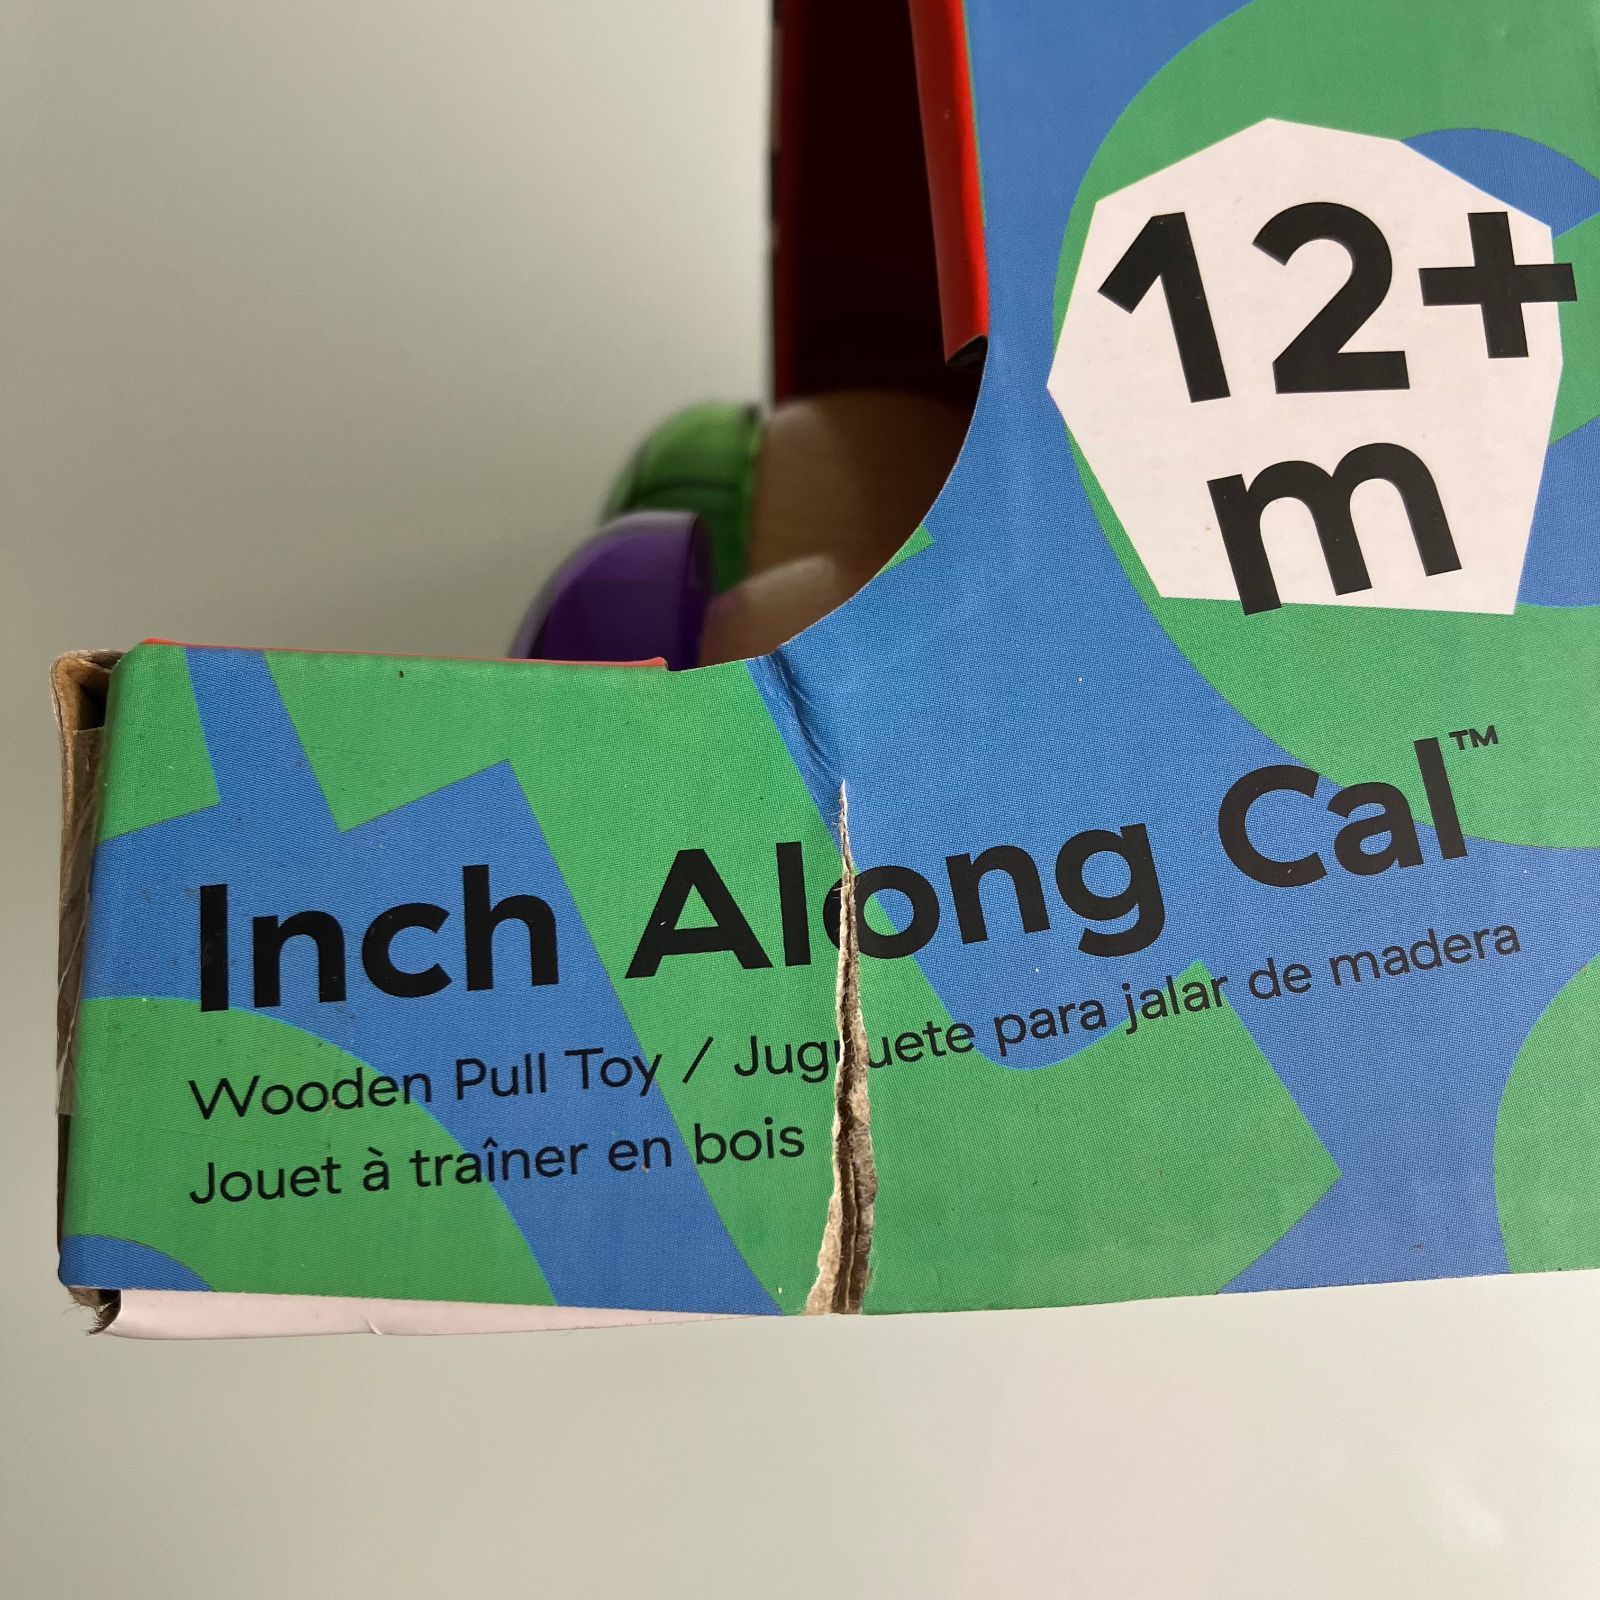 12+
m
Inch Along Cal™
Wooden Pull Toy / Juguete para jalar de madera
Jouet à traîner en bois